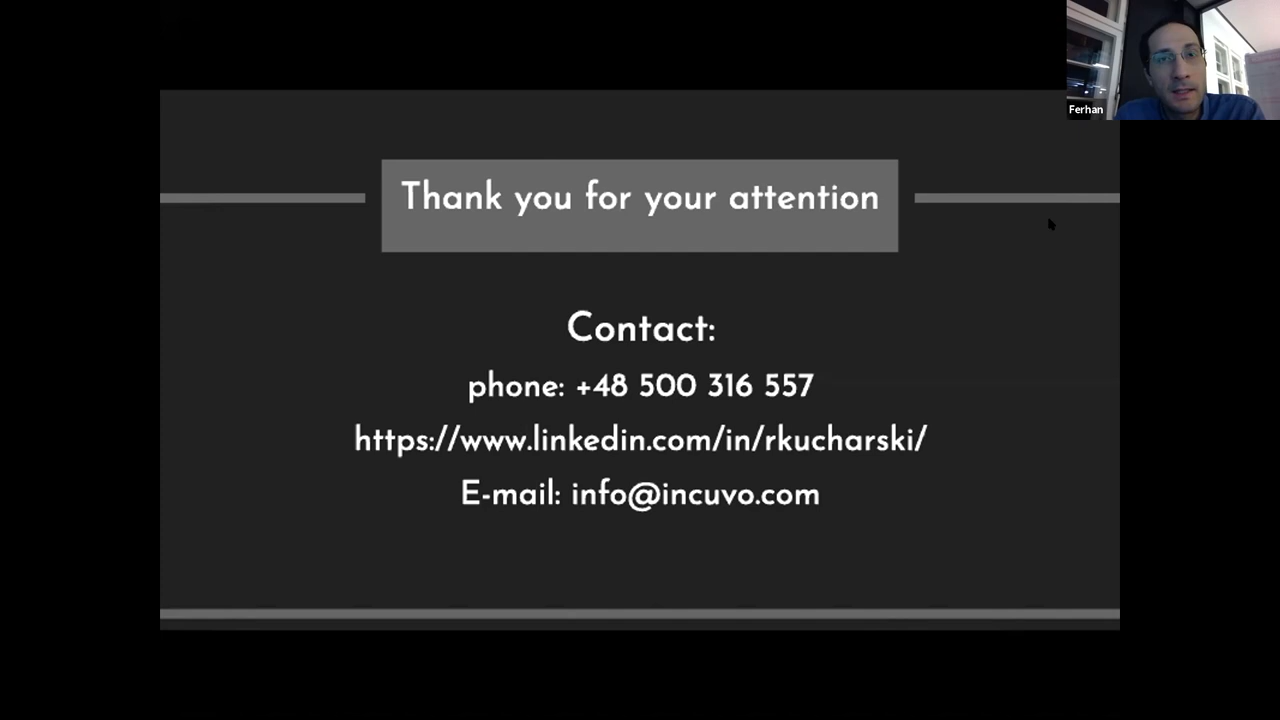 Ferhan
Thank you for your attention
Contact:
phone: +48 500 316 557
https://www.linkedin.com/in/rkucharski/
E-mail: info@incuvo.com